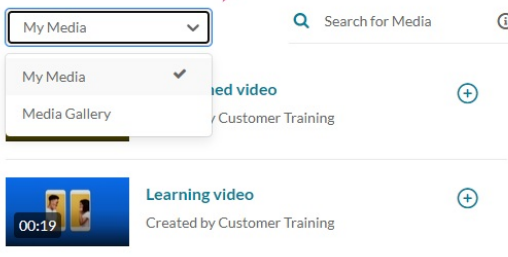 My Media
Search for Media
My Media
Media Gallery
ed video
Customer Training
00:19
Learning video
Created by Customer Training